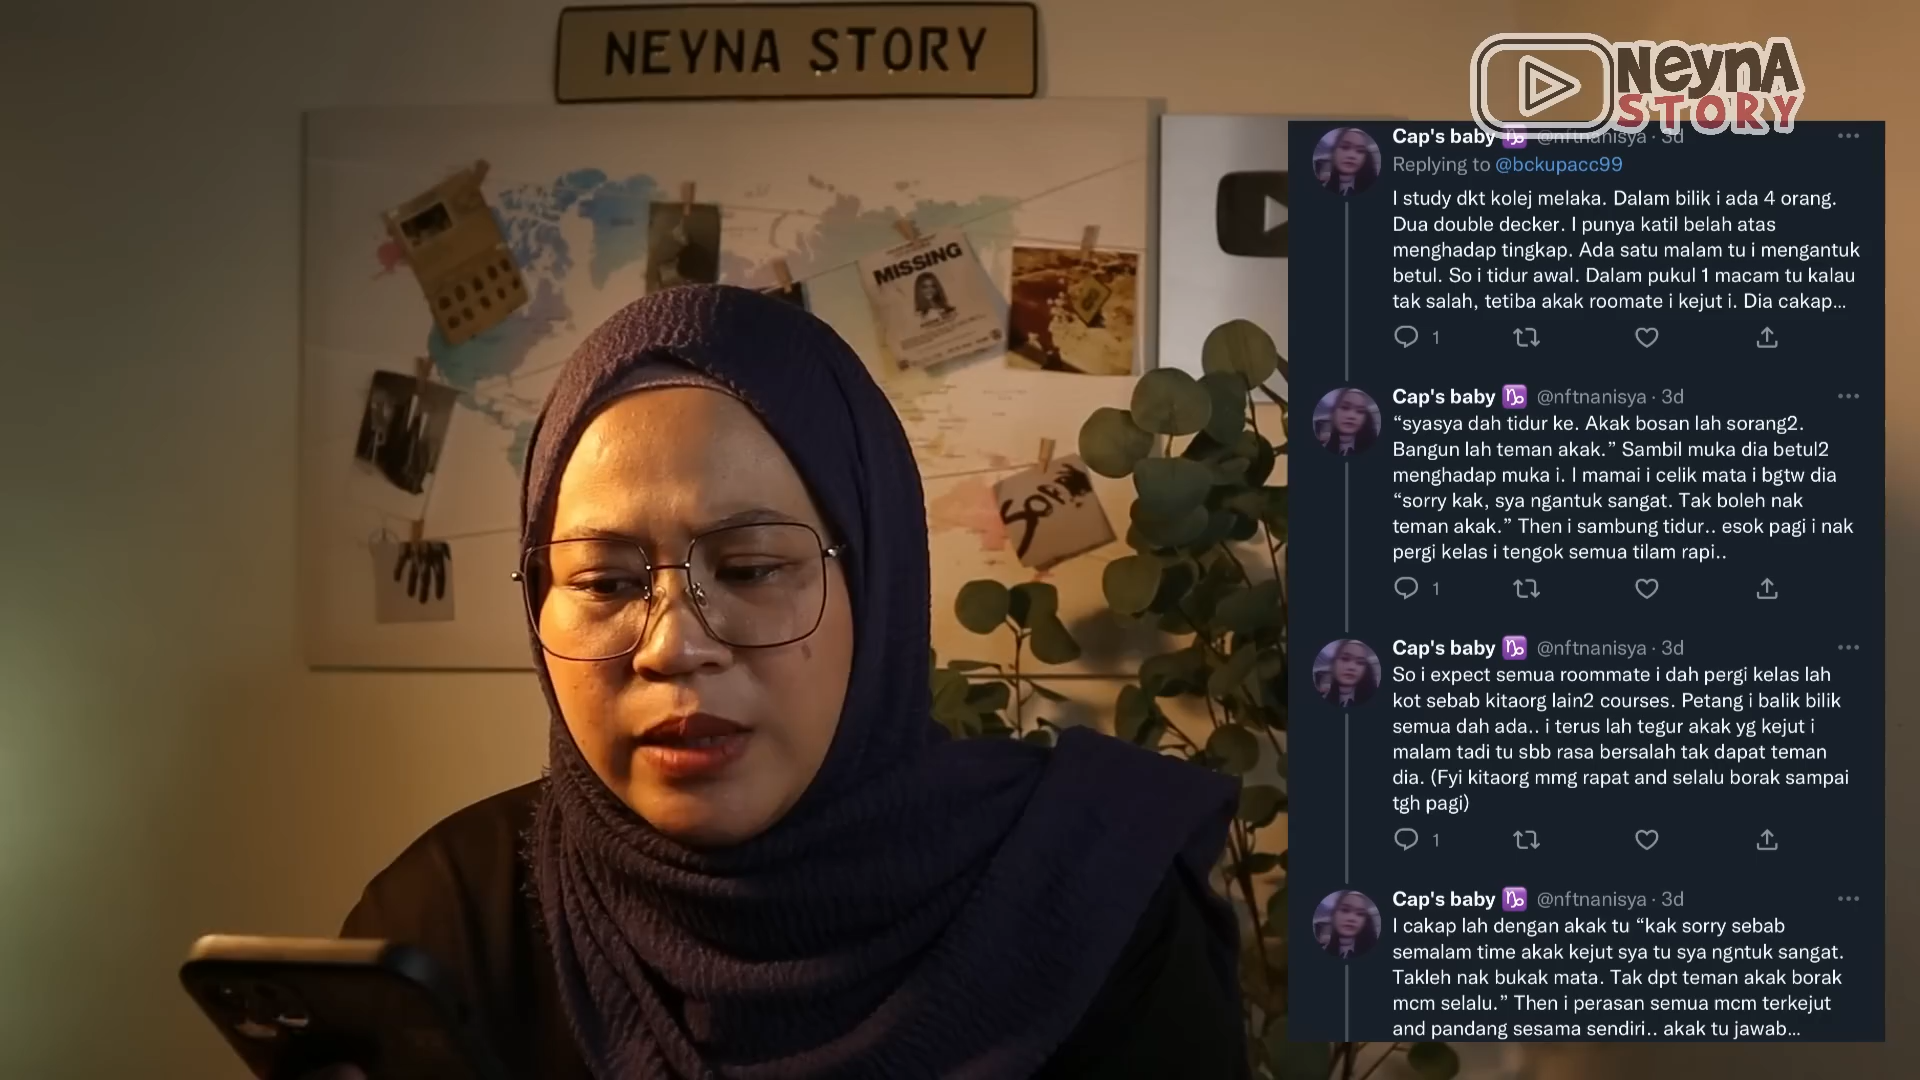 NEYNA STORY
NeynA
STORY
MISSING
Sofia
Cap's baby @nftnanisya · 3d
Replying to @bckupacc99
I study dkt kolej melaka. Dalam bilik i ada 4 orang.
Dua double decker. I punya katil belah atas
menghadap tingkap. Ada satu malam tu i mengantuk
betul. So i tidur awal. Dalam pukul 1 macam tu kalau
tak salah, tetiba akak roomate i kejut i. Dia cakap...
1
Cap's baby @nftnanisya · 3d
“syasya dah tidur ke. Akak bosan lah sorang2.
Bangun lah teman akak.” Sambil muka dia betul2
menghadap muka i. I mamai i celik mata i bgtw dia
“sorry kak, sya ngantuk sangat. Tak boleh nak
teman akak.” Then i sambung tidur.. esok pagi i nak
pergi kelas i tengok semua tilam rapi..
1
Cap's baby @nftnanisya · 3d
So i expect semua roommate i dah pergi kelas lah
kot sebab kitaorg lain2 courses. Petang i balik bilik
semua dah ada.. i terus lah tegur akak yg kejut i
malam tadi tu sbb rasa bersalah tak dapat teman
dia. (Fyi kitaorg mmg rapat and selalu borak sampai
tgh pagi)
1
Cap's baby @nftnanisya · 3d
I cakap lah dengan akak tu “kak sorry sebab
semalam time akak kejut sya tu sya ngntuk sangat.
Takleh nak bukak mata. Tak dpt teman akak borak
mcm selalu.” Then i perasan semua mcm terkejut
and pandang sesama sendiri.. akak tu jawab...